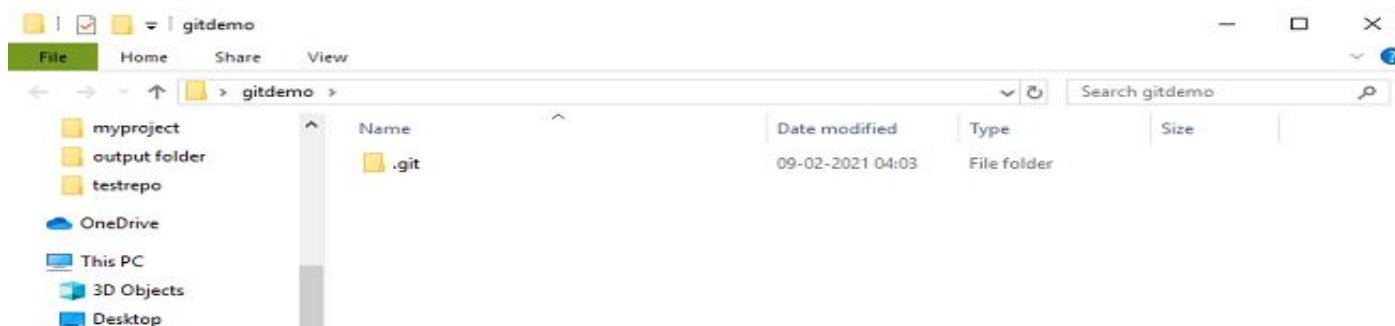 gitdemo
File Home Share View
gitdemo Search gitdemo
myproject Name Date modified Type Size
output folder .git 09-02-2021 04:03 File folder
testrepo
OneDrive
This PC
3D Objects
Desktop